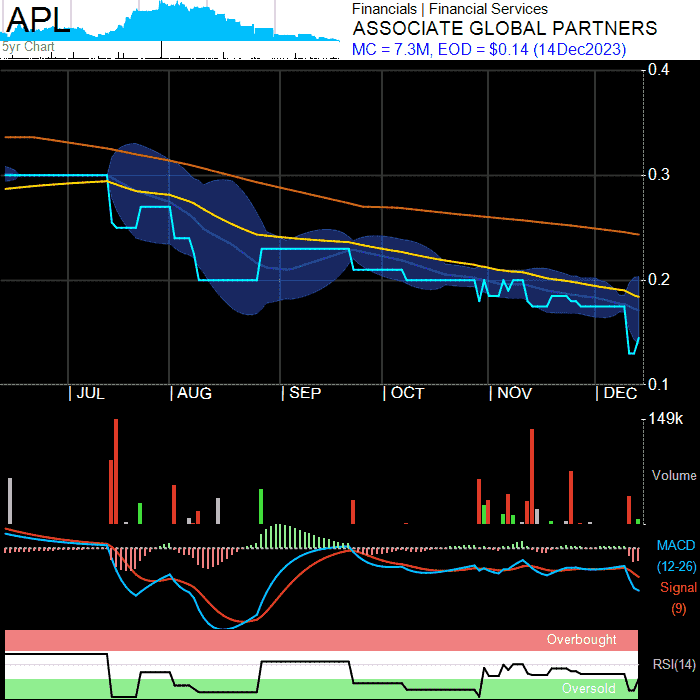 APL
5yr Chart
Financials | Financial Services
ASSOCIATE GLOBAL PARTNERS
MC = 7.3M, EOD = $0.14 (14Dec2023)
0.4
0.3
0.2
0.1
JUL AUG SEP OCT NOV DEC
149k
Volume
MACD
(12-26)
Signal
(9)
Overbought
RSI(14)
Oversold